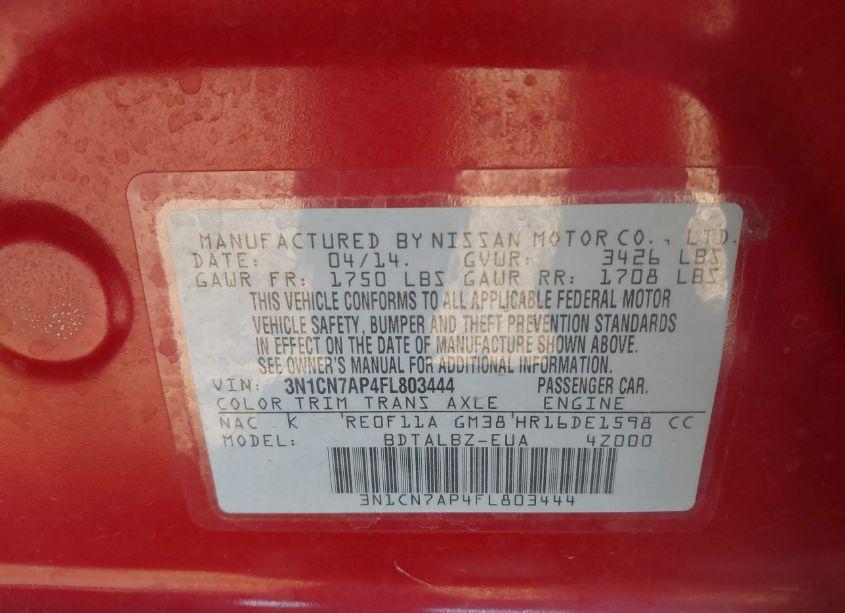 MANUFACTURED BY NISSAN MOTOR CO., LTD.
DATE: 04/14. GVWR: 3426 LBS
GAWR FR: 1750 LBS GAWR RR: 1708 LBS
THIS VEHICLE CONFORMS TO ALL APPLICABLE FEDERAL MOTOR
VEHICLE SAFETY, BUMPER AND THEFT PREVENTION STANDARDS
IN EFFECT ON THE DATE OF MANUFACTURE SHOWN ABOVE.
SEE OWNER'S MANUAL FOR ADDITIONAL INFORMATION.
VIN: 3N1CN7AP4FL803444 PASSENGER CAR.
COLOR TRIM TRANS AXLE ENGINE
NAC K 'RE0F11A GM38'HR16DE1598 CC
MODEL: BDTALBZ-EUA 4Z000
3N1CN7AP4FL803444